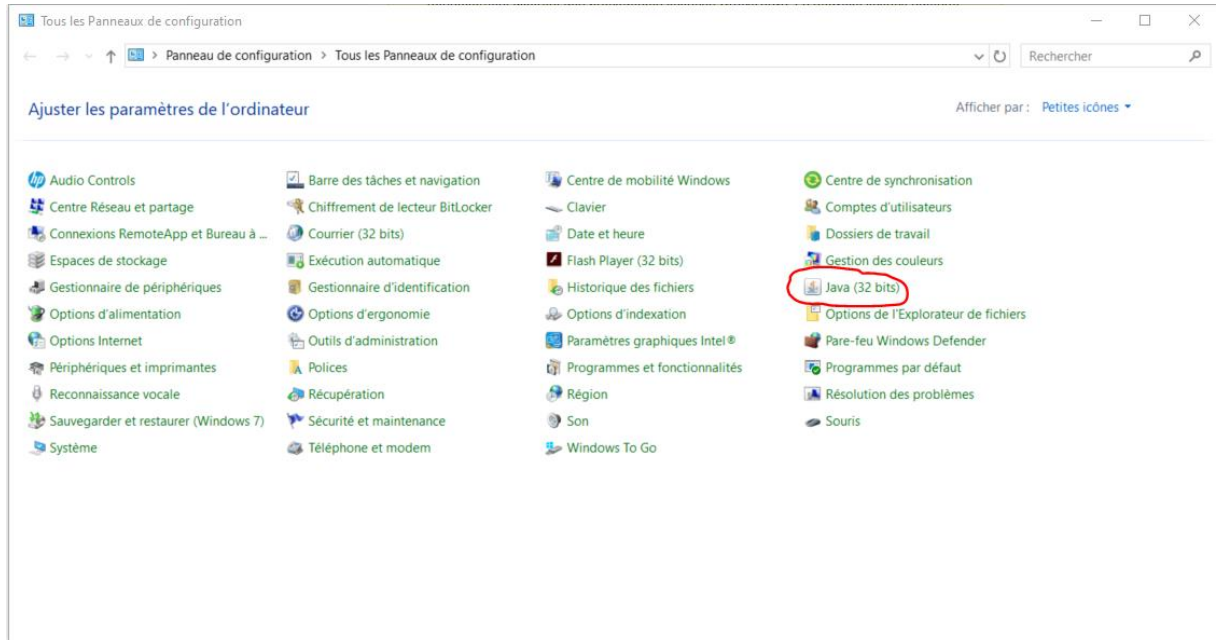 Tous les Panneaux de configuration
Panneau de configuration > Tous les Panneaux de configuration
Rechercher
Ajuster les paramètres de l'ordinateur
Afficher par : Petites icônes
Audio Controls
Barre des tâches et navigation
Centre de mobilité Windows
Centre de synchronisation
Centre Réseau et partage
Chiffrement de lecteur BitLocker
Clavier
Comptes d'utilisateurs
Connexions RemoteApp et Bureau à ...
Courrier (32 bits)
Date et heure
Dossiers de travail
Espaces de stockage
Exécution automatique
Flash Player (32 bits)
Gestion des couleurs
Gestionnaire de périphériques
Gestionnaire d'identification
Historique des fichiers
Java (32 bits)
Options d'alimentation
Options d'ergonomie
Options d'indexation
Options de l'Explorateur de fichiers
Options Internet
Outils d'administration
Paramètres graphiques Intel®
Pare-feu Windows Defender
Périphériques et imprimantes
Polices
Programmes et fonctionnalités
Programmes par défaut
Reconnaissance vocale
Récupération
Région
Résolution des problèmes
Sauvegarder et restaurer (Windows 7)
Sécurité et maintenance
Son
Souris
Système
Téléphone et modem
Windows To Go